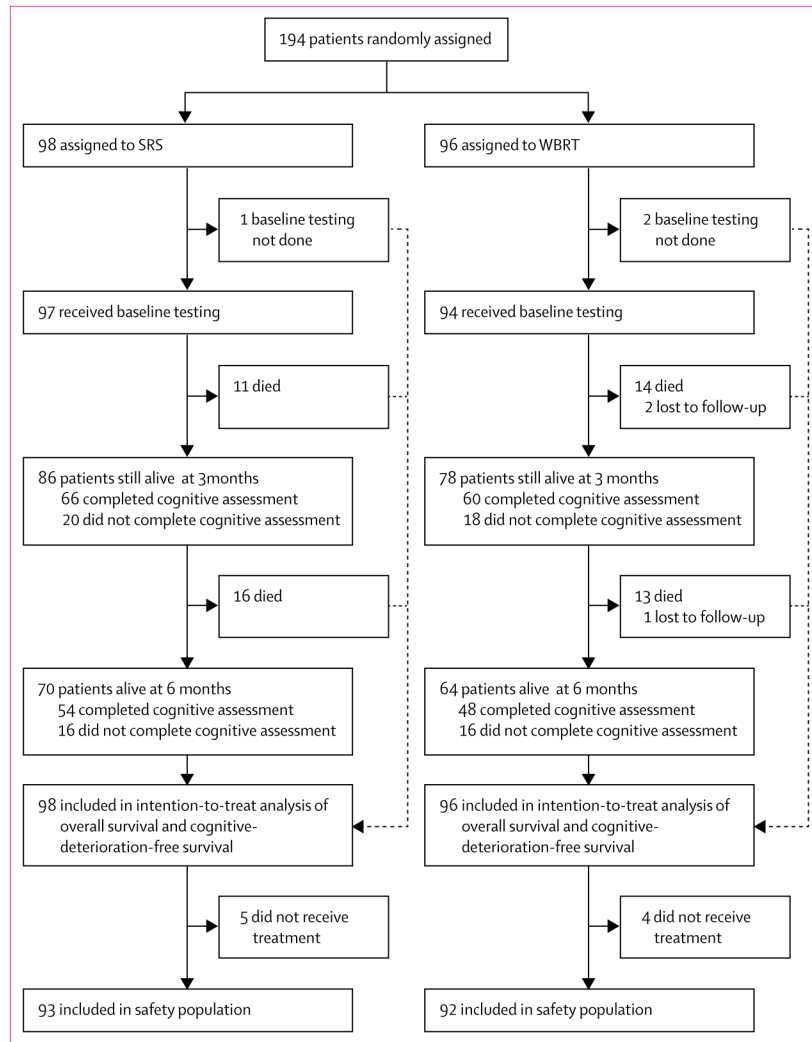 194 patients randomly assigned
98 assigned to SRS
96 assigned to WBRT
1 baseline testing
not done
2 baseline testing
not done
97 received baseline testing
94 received baseline testing
11 died
14 died
2 lost to follow-up
86 patients still alive at 3months
66 completed cognitive assessment
20 did not complete cognitive assessment
78 patients still alive at 3 months
60 completed cognitive assessment
18 did not complete cognitive assessment
16 died
13 died
1 lost to follow-up
70 patients alive at 6 months
54 completed cognitive assessment
16 did not complete cognitive assessment
64 patients alive at 6 months
48 completed cognitive assessment
16 did not complete cognitive assessment
98 included in intention-to-treat analysis of
overall survival and cognitive-
deterioration-free survival
96 included in intention-to-treat analysis of
overall survival and cognitive-
deterioration-free survival
5 did not receive
treatment
4 did not receive
treatment
93 included in safety population
92 included in safety population